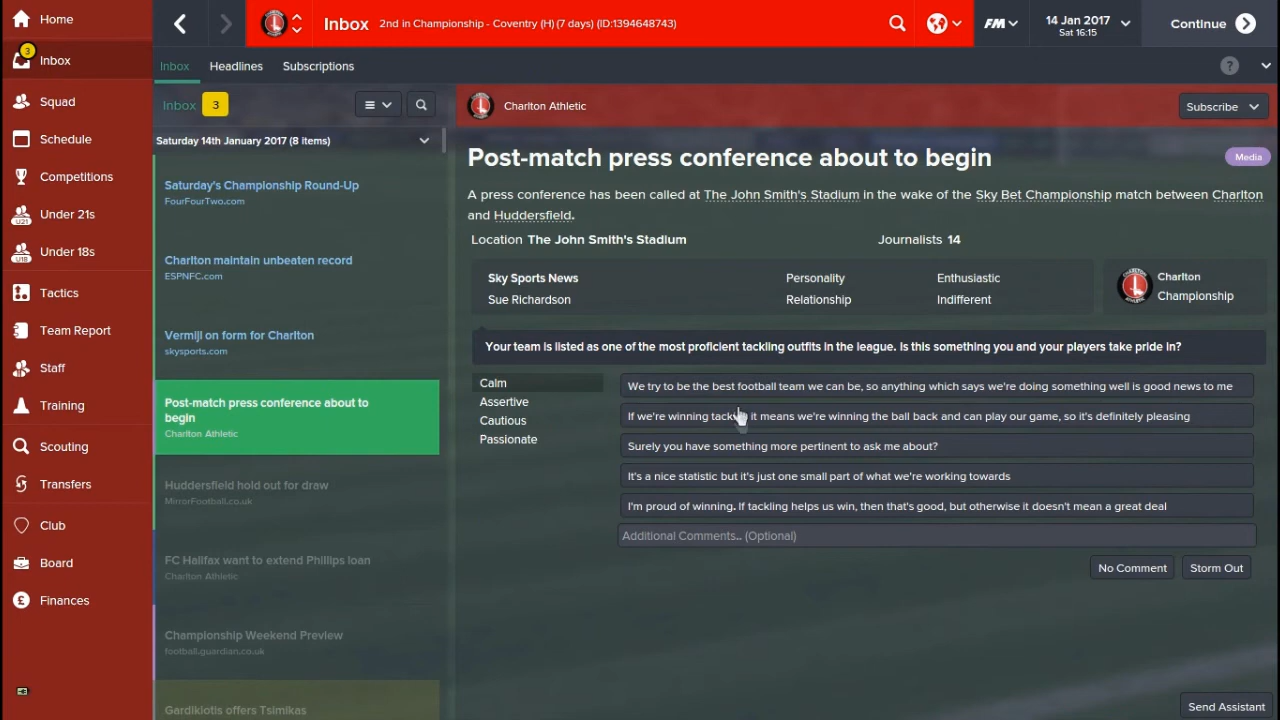 Home
Inbox
2nd in Championship - Coventry (H) (7 days) (ID:1394648743)
FM
14 Jan 2017
Sat 16:15
Continue
3
Inbox
Squad
Schedule
Competitions
U21
Under 21s
U18
Under 18s
Tactics
Team Report
Staff
Training
Scouting
Transfers
Club
Board
Finances
Inbox
Headlines
Subscriptions
?
Inbox 3
Saturday 14th January 2017 (8 items)
Saturday's Championship Round-Up
FourFourTwo.com
Charlton maintain unbeaten record
ESPNFC.com
Vermijl on form for Charlton
skysports.com
Post-match press conference about to
begin
Charlton Athletic
Huddersfield hold out for draw
MirrorFootball.co.uk
FC Halifax want to extend Phillips loan
Charlton Athletic
Championship Weekend Preview
football.guardian.co.uk
Gardikiotis offers Tsimikas
Charlton Athletic
Subscribe
Post-match press conference about to begin
Media
A press conference has been called at The John Smith's Stadium in the wake of the Sky Bet Championship match between Charlton
and Huddersfield.
Location The John Smith's Stadium
Journalists 14
Sky Sports News
Personality
Enthusiastic
Sue Richardson
Relationship
Indifferent
Charlton
Championship
Your team is listed as one of the most proficient tackling outfits in the league. Is this something you and your players take pride in?
Calm
Assertive
Cautious
Passionate
We try to be the best football team we can be, so anything which says we're doing something well is good news to me
If we're winning it means we're winning the ball back and can play our game, so it's definitely pleasing
Surely you have something more pertinent to ask me about?
It's a nice statistic but it's just one small part of what we're working towards
I'm proud of winning. If tackling helps us win, then that's good, but otherwise it doesn't mean a great deal
Additional Comments.. (Optional)
No Comment
Storm Out
Send Assistant